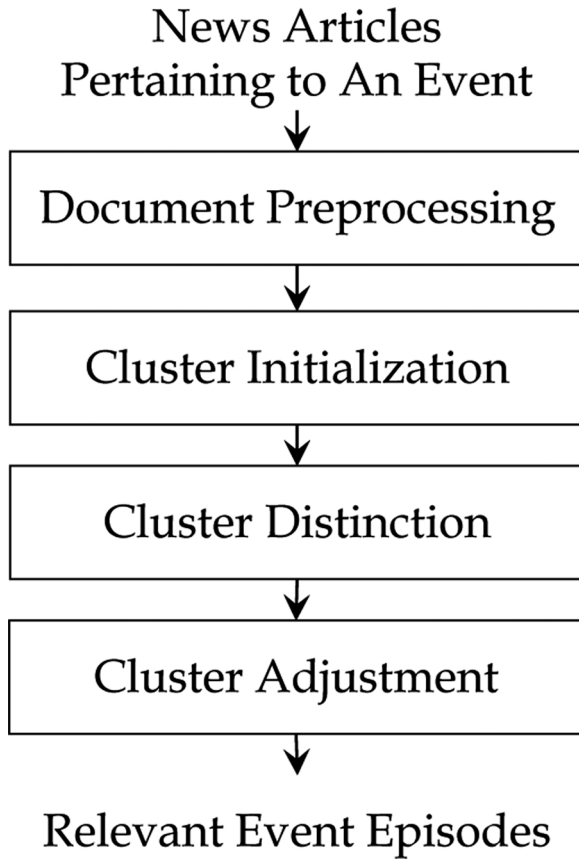 News Articles
Pertaining to An Event
Document Preprocessing
Cluster Initialization
Cluster Distinction
Cluster Adjustment
Relevant Event Episodes